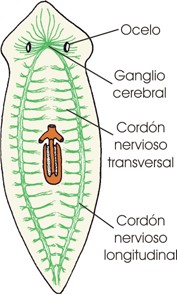 Ocelo
Ganglio
cerebral
Cordón
nervioso
transversal
Cordón
nervioso
longitudinal